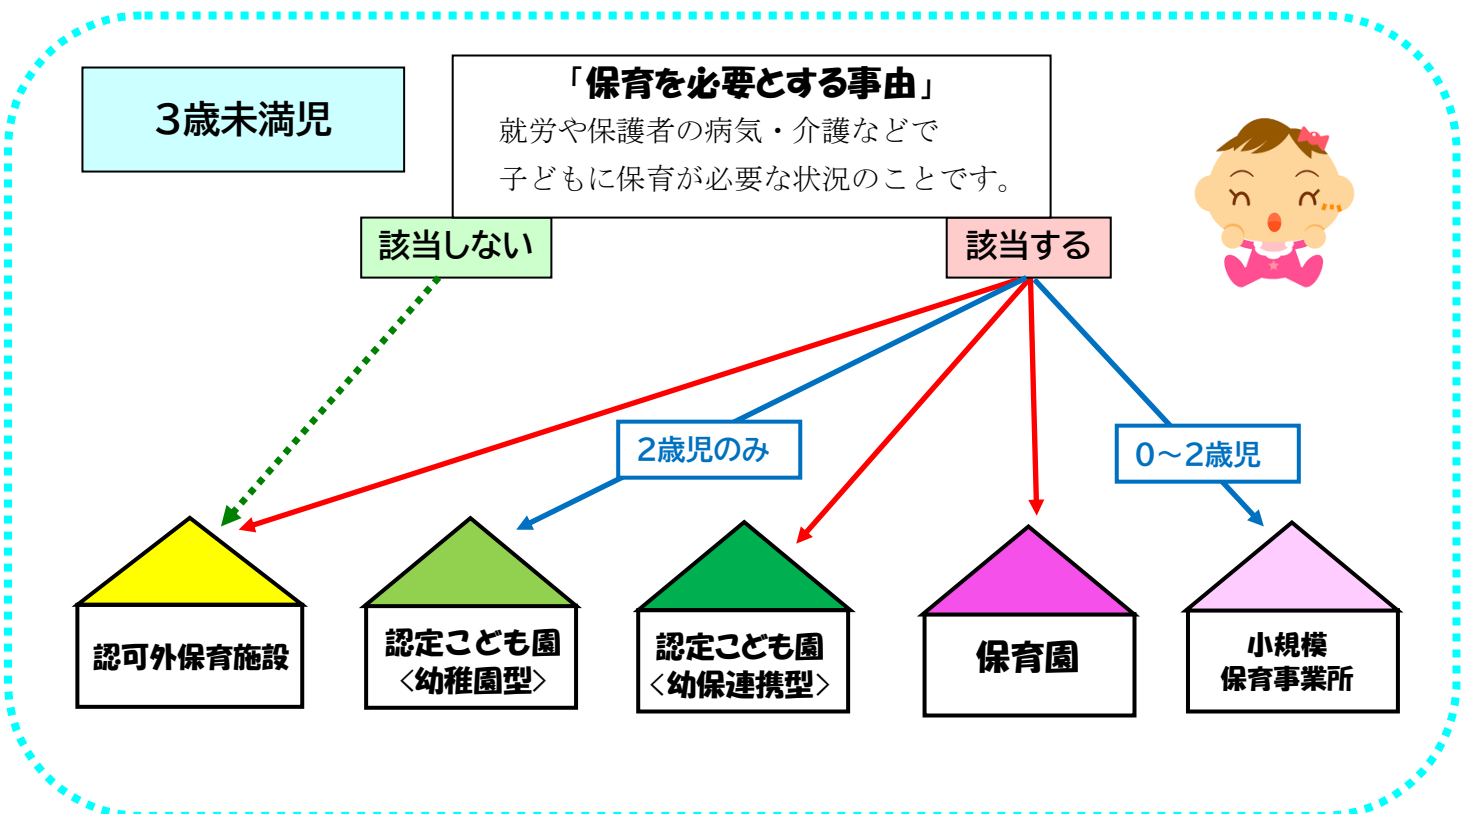 3歳未満児
「保育を必要とする事由」
就労や保護者の病気・介護などで
子どもに保育が必要な状況のことです。
該当しない
該当する
2歳児のみ
0~2歳児
認可外保育施設
認定こども園
<幼稚園型>
認定こども園
<幼保連携型>
保育園
小規模
保育事業所